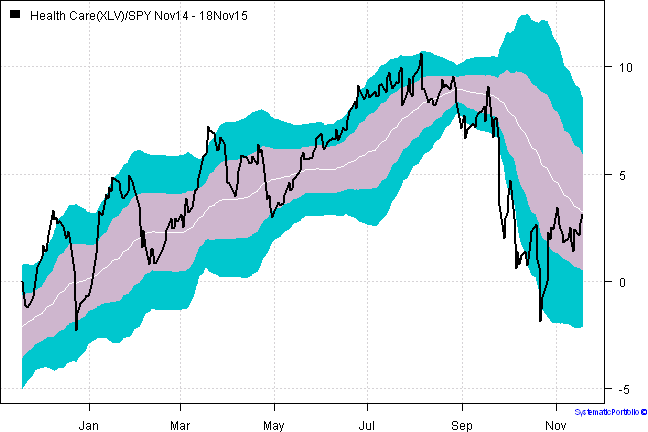 Health Care(XLV)/SPY Nov14 - 18Nov15
10
5
0
-5
Jan Mar May Jul Sep Nov
SystematicPortfolio ©